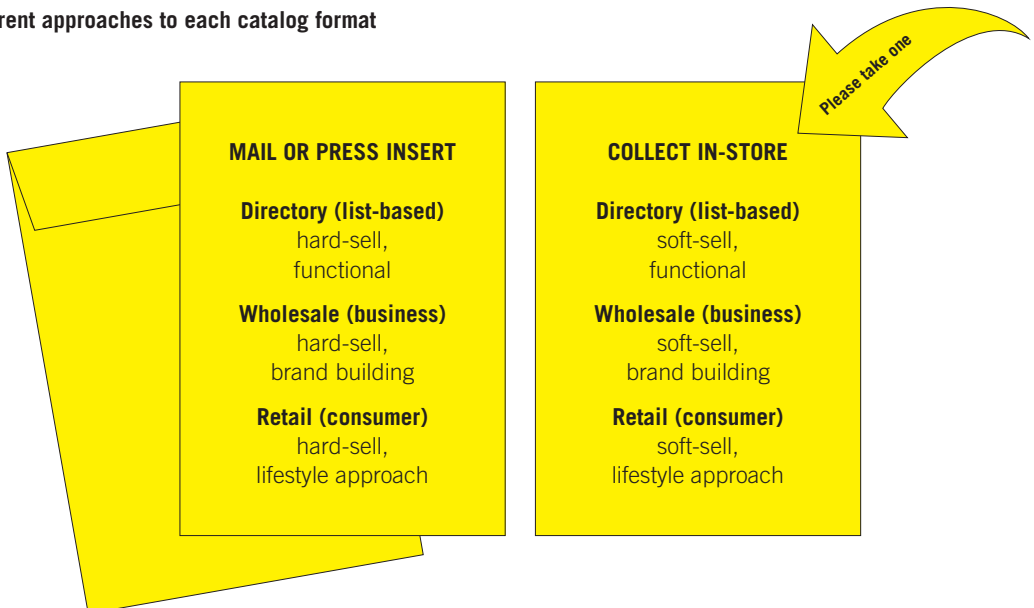 approaches to each catalog format
Please take one
MAIL OR PRESS INSERT
Directory (list-based)
hard-sell,
functional
Wholesale (business)
hard-sell,
brand building
Retail (consumer)
hard-sell,
lifestyle approach
COLLECT IN-STORE
Directory (list-based)
soft-sell,
functional
Wholesale (business)
soft-sell,
brand building
Retail (consumer)
soft-sell,
lifestyle approach